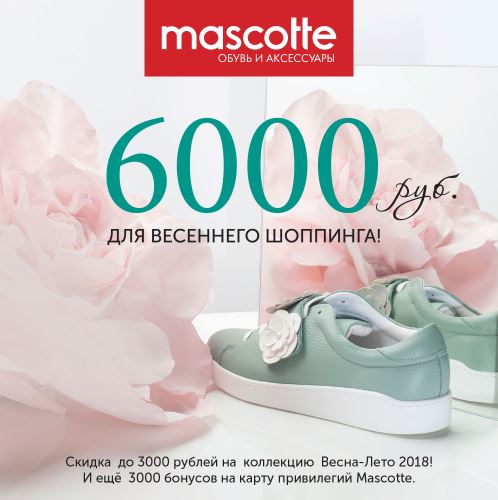 mascotte
ОБУВЬ И АКСЕССУАРЫ
6000 руб.
ДЛЯ ВЕСЕННЕГО ШОППИНГА!
Скидка до 3000 рублей на коллекцию Весна-Лето 2018!
И ещё 3000 бонусов на карту привилегий Mascotte.